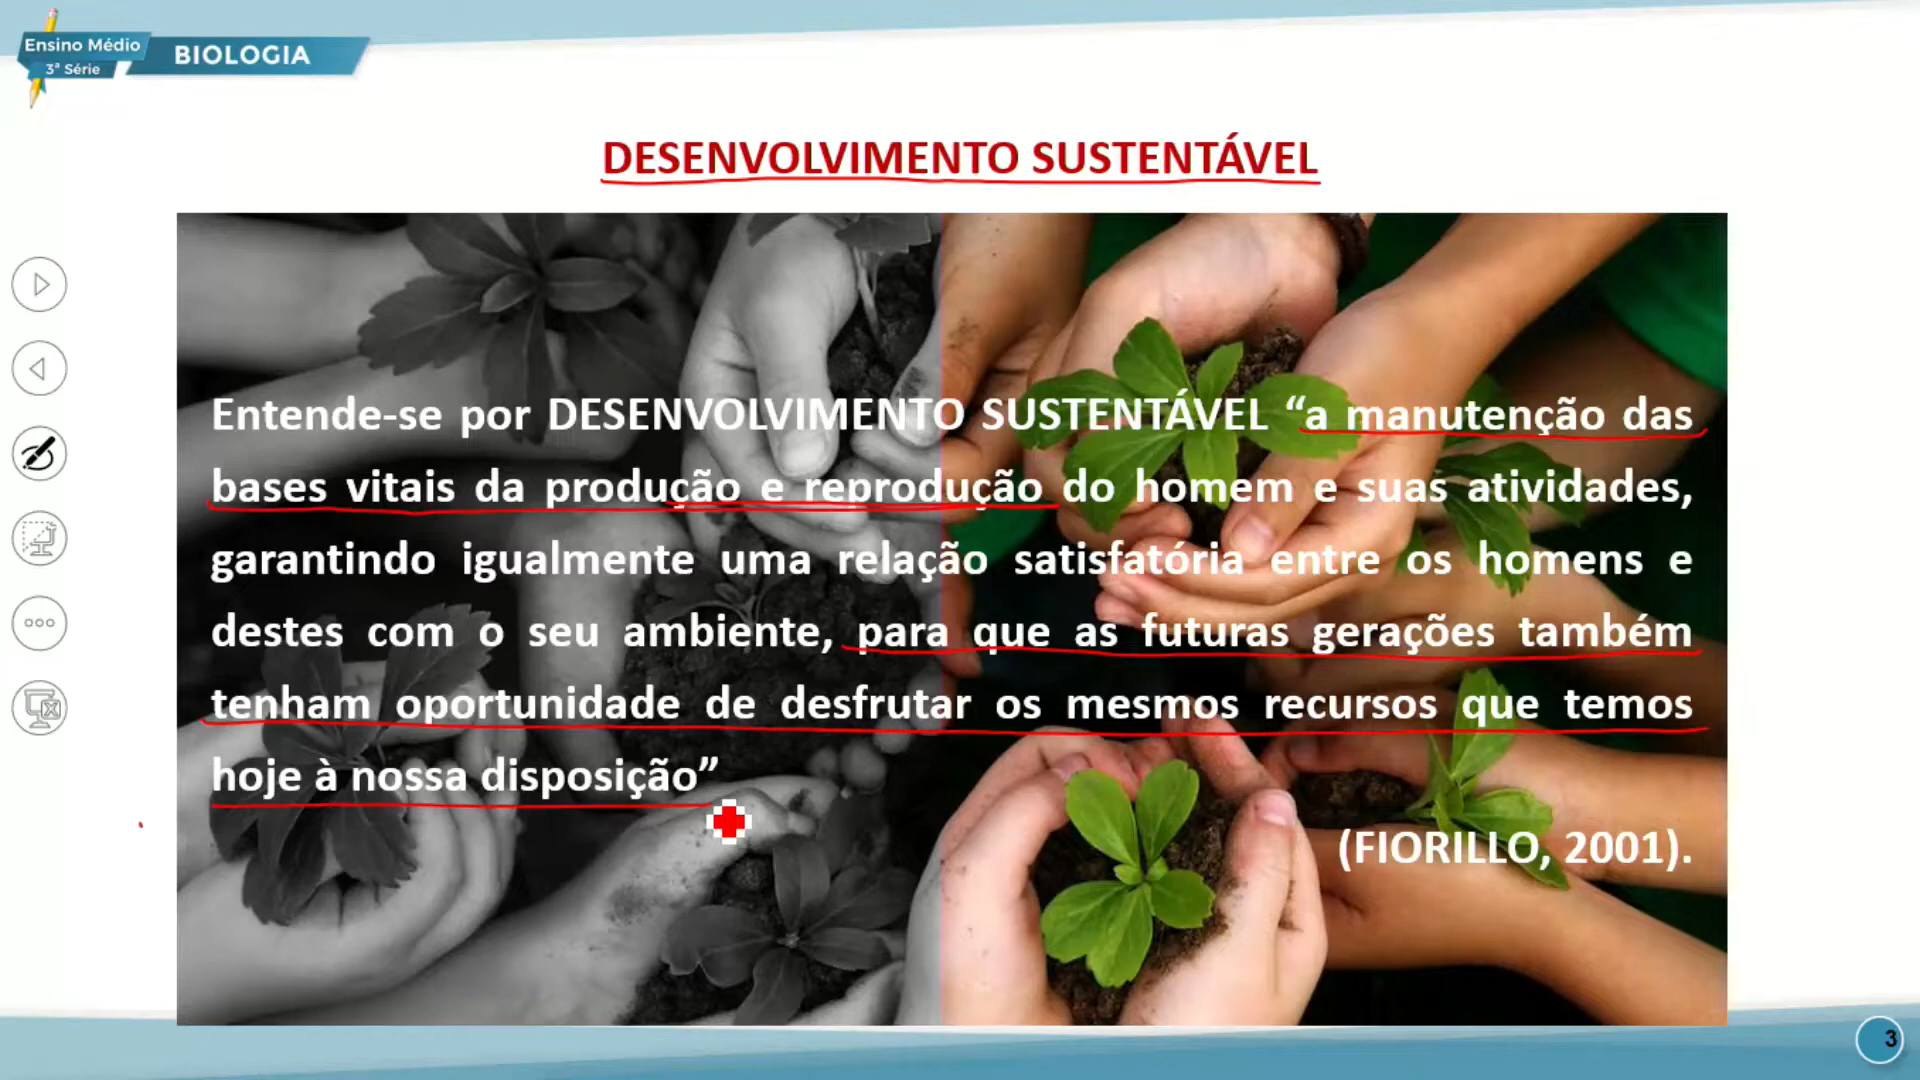 Ensino Médio
3ª Série
BIOLOGIA
DESENVOLVIMENTO SUSTENTÁVEL
Entende-se por DESENVOLVIMENTO SUSTENTÁVEL “a manutenção das
bases vitais da produção e reprodução do homem e suas atividades,
garantindo igualmente uma relação satisfatória entre os homens e
destes com o seu ambiente, para que as futuras gerações também
tenham oportunidade de desfrutar os mesmos recursos que temos
hoje à nossa disposição”
(FIORILLO, 2001).
3